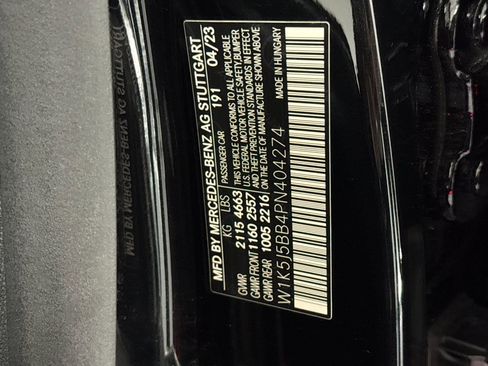 MFD BY MERCEDES-BENZ AG STUTTGART
191 04/23
KG LBS PASSENGER CAR
GVWR 2115 4663 THIS VEHICLE CONFORMS TO ALL APPLICABLE
GAWR FRONT 1160 2557 U.S. FEDERAL MOTOR VEHICLE SAFETY,BUMPER
GAWR REAR 1005 2216 AND THEFT PREVENTION STANDARDS IN EFFECT
ON THE DATE OF MANUFACTURE SHOWN ABOVE
W1K5J5BB4PN404274 MADE IN HUNGARY